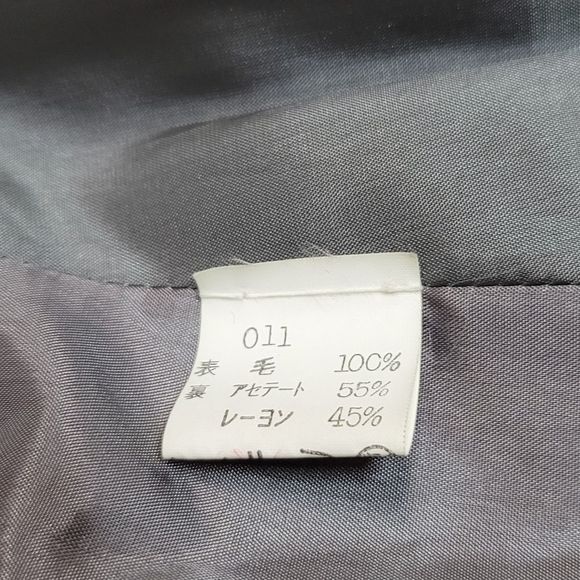 011
表 毛 100%
裏 アセテート 55%
レーヨン 45%